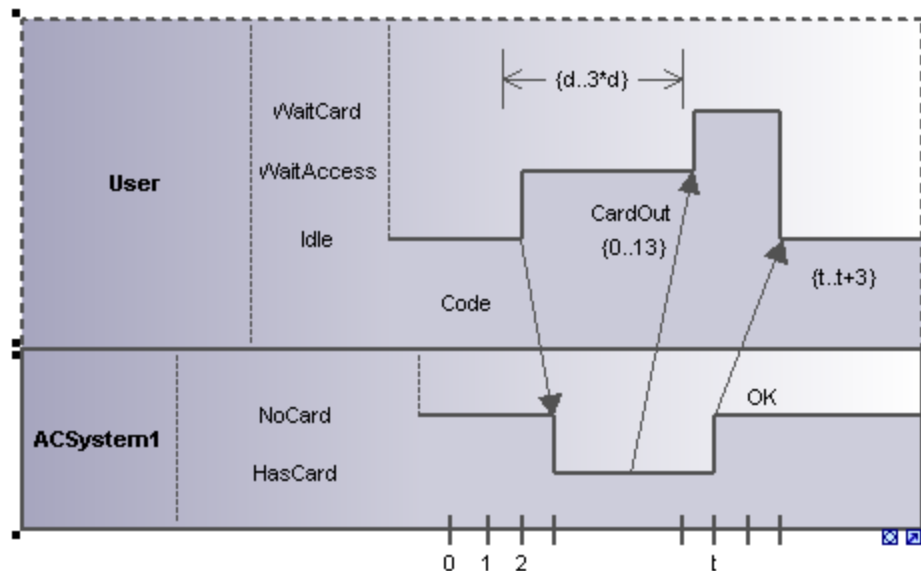 {d..3*d}
WaitCard
User
WaitAccess
CardOut
Idle
{0..13}
{t..t+3}
Code
OK
NoCard
ACSystem1
HasCard
0 1 2 t